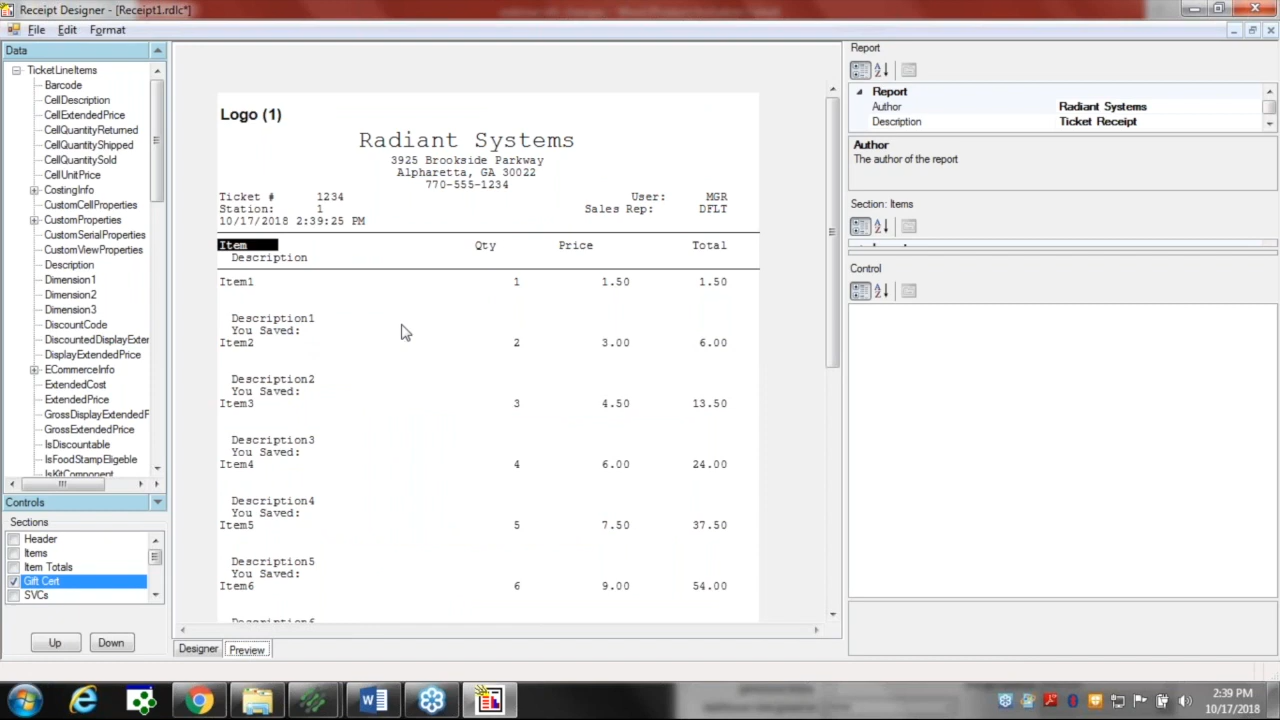 Receipt Designer - [Receipt1.rdlc*]
File Edit Format
Data
TicketLineItems
Barcode
CellDescription
CellExtendedPrice
CellQuantityReturned
CellQuantityShipped
CellQuantitySold
CellUnitPrice
CostingInfo
CustomCellProperties
CustomProperties
CustomSerialProperties
CustomViewProperties
Description
Dimension1
Dimension2
Dimension3
DiscountCode
DiscountedDisplayExter
DisplayExtendedPrice
ECommerceInfo
ExtendedCost
ExtendedPrice
GrossDisplayExtendedF
GrossExtendedPrice
IsDiscountable
IsFoodStampEligeble
IsKitComponent
Controls
Sections
Header
Items
Item Totals
Gift Cert
SVCs
Up Down
Logo (1)
Radiant Systems
3925 Brookside Parkway
Alpharetta, GA 30022
770-555-1234
Ticket # 1234 User: MGR
Station: 1 Sales Rep: DFLT
10/17/2018 2:39:25 PM
Item Qty Price Total
Description
Item1 1 1.50 1.50
Description1
You Saved:
Item2 2 3.00 6.00
Description2
You Saved:
Item3 3 4.50 13.50
Description3
You Saved:
Item4 4 6.00 24.00
Description4
You Saved:
Item5 5 7.50 37.50
Description5
You Saved:
Item6 6 9.00 54.00
Description6
Designer Preview
Report
Report
Author Radiant Systems
Description Ticket Receipt
Author
The author of the report
Section: Items
Control
2:39 PM
10/17/2018